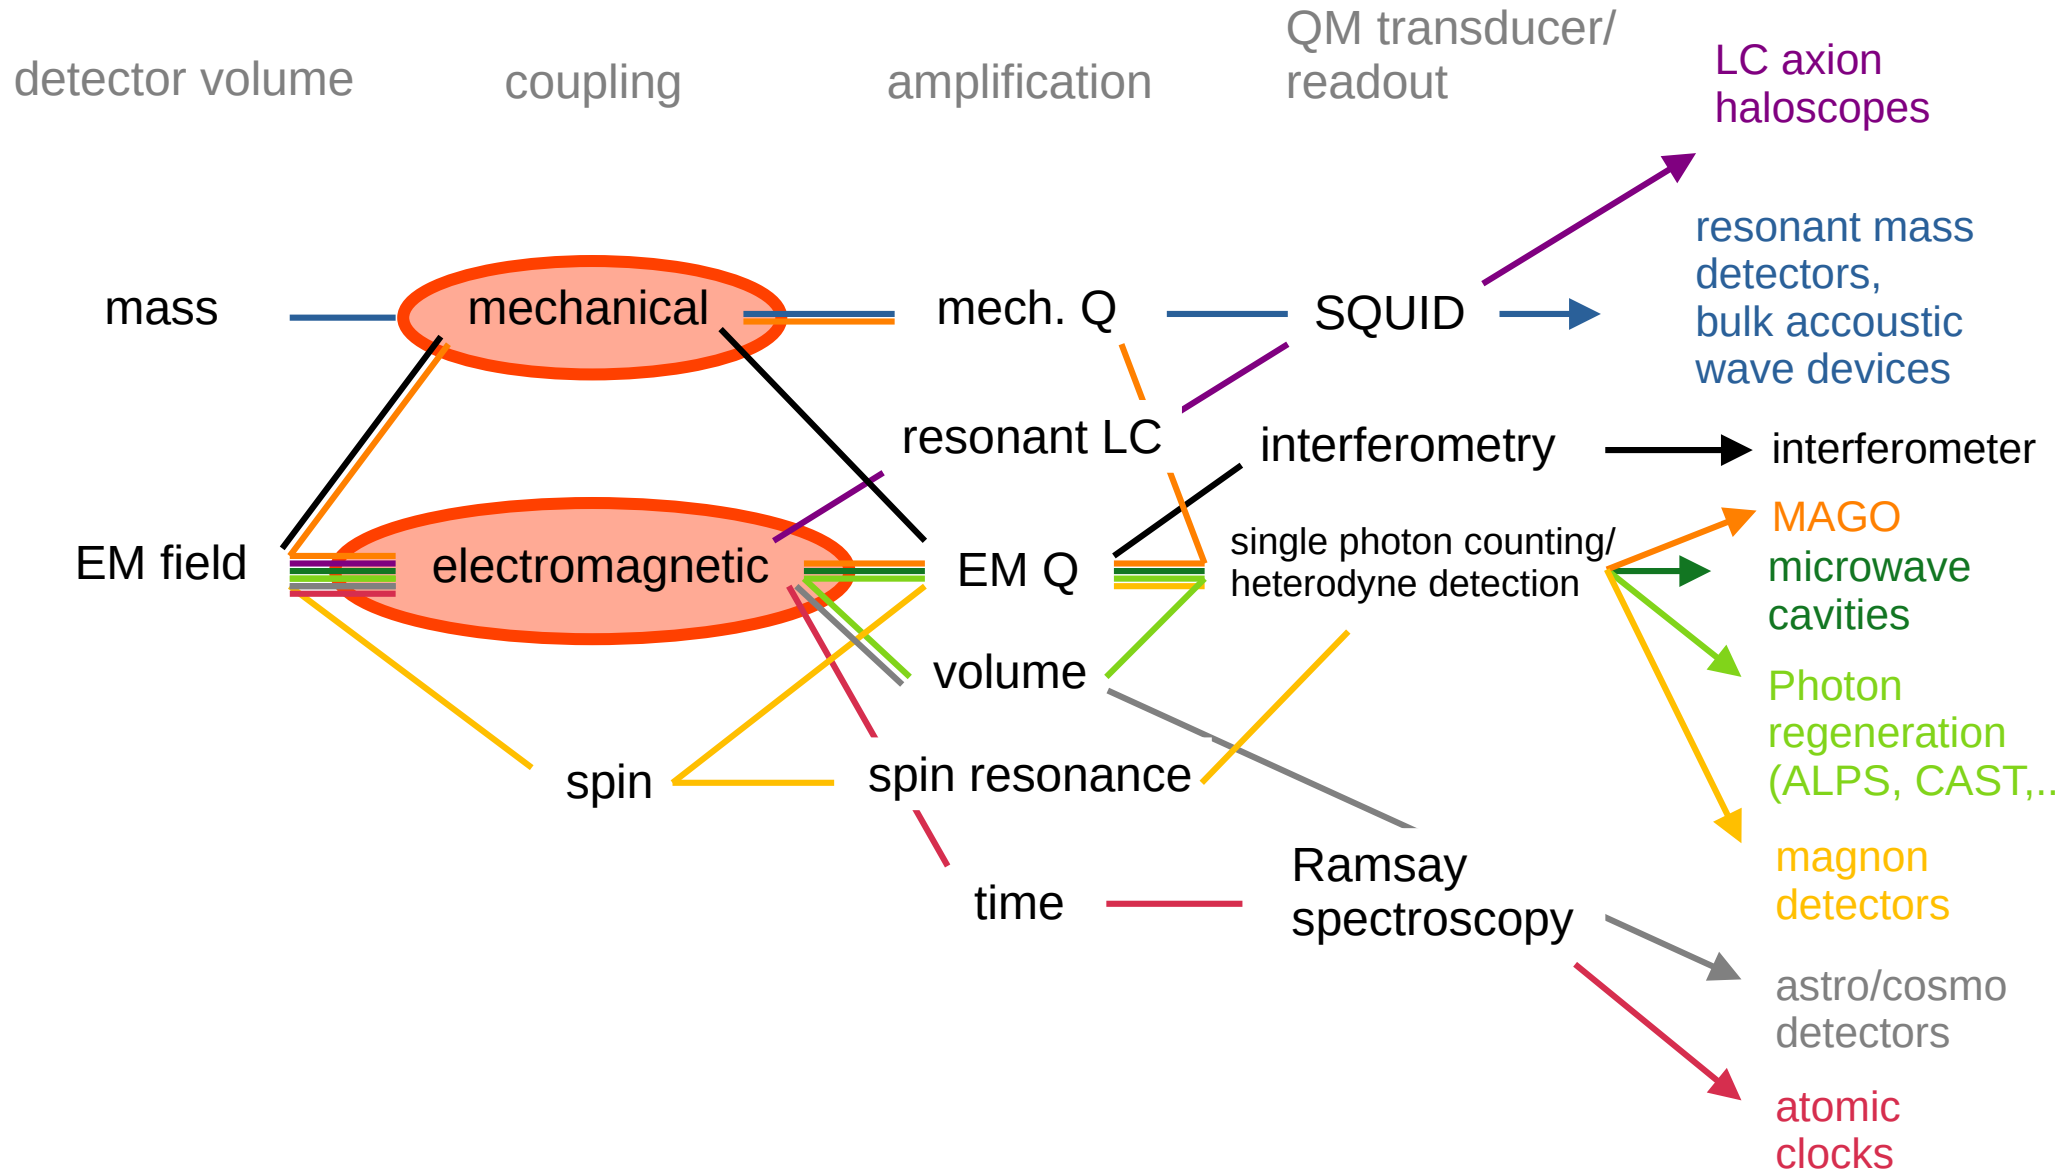 detector volume
coupling
amplification
QM transducer/
readout
LC axion
haloscopes
resonant mass
detectors,
bulk accoustic
wave devices
mass
mechanical
mech. Q
SQUID
resonant LC
interferometry
interferometer
EM field
electromagnetic
EM Q
single photon counting/
heterodyne detection
MAGO
microwave
cavities
volume
Photon
regeneration
(ALPS, CAST,..
spin
spin resonance
magnon
detectors
time
Ramsay
spectroscopy
astro/cosmo
detectors
atomic
clocks